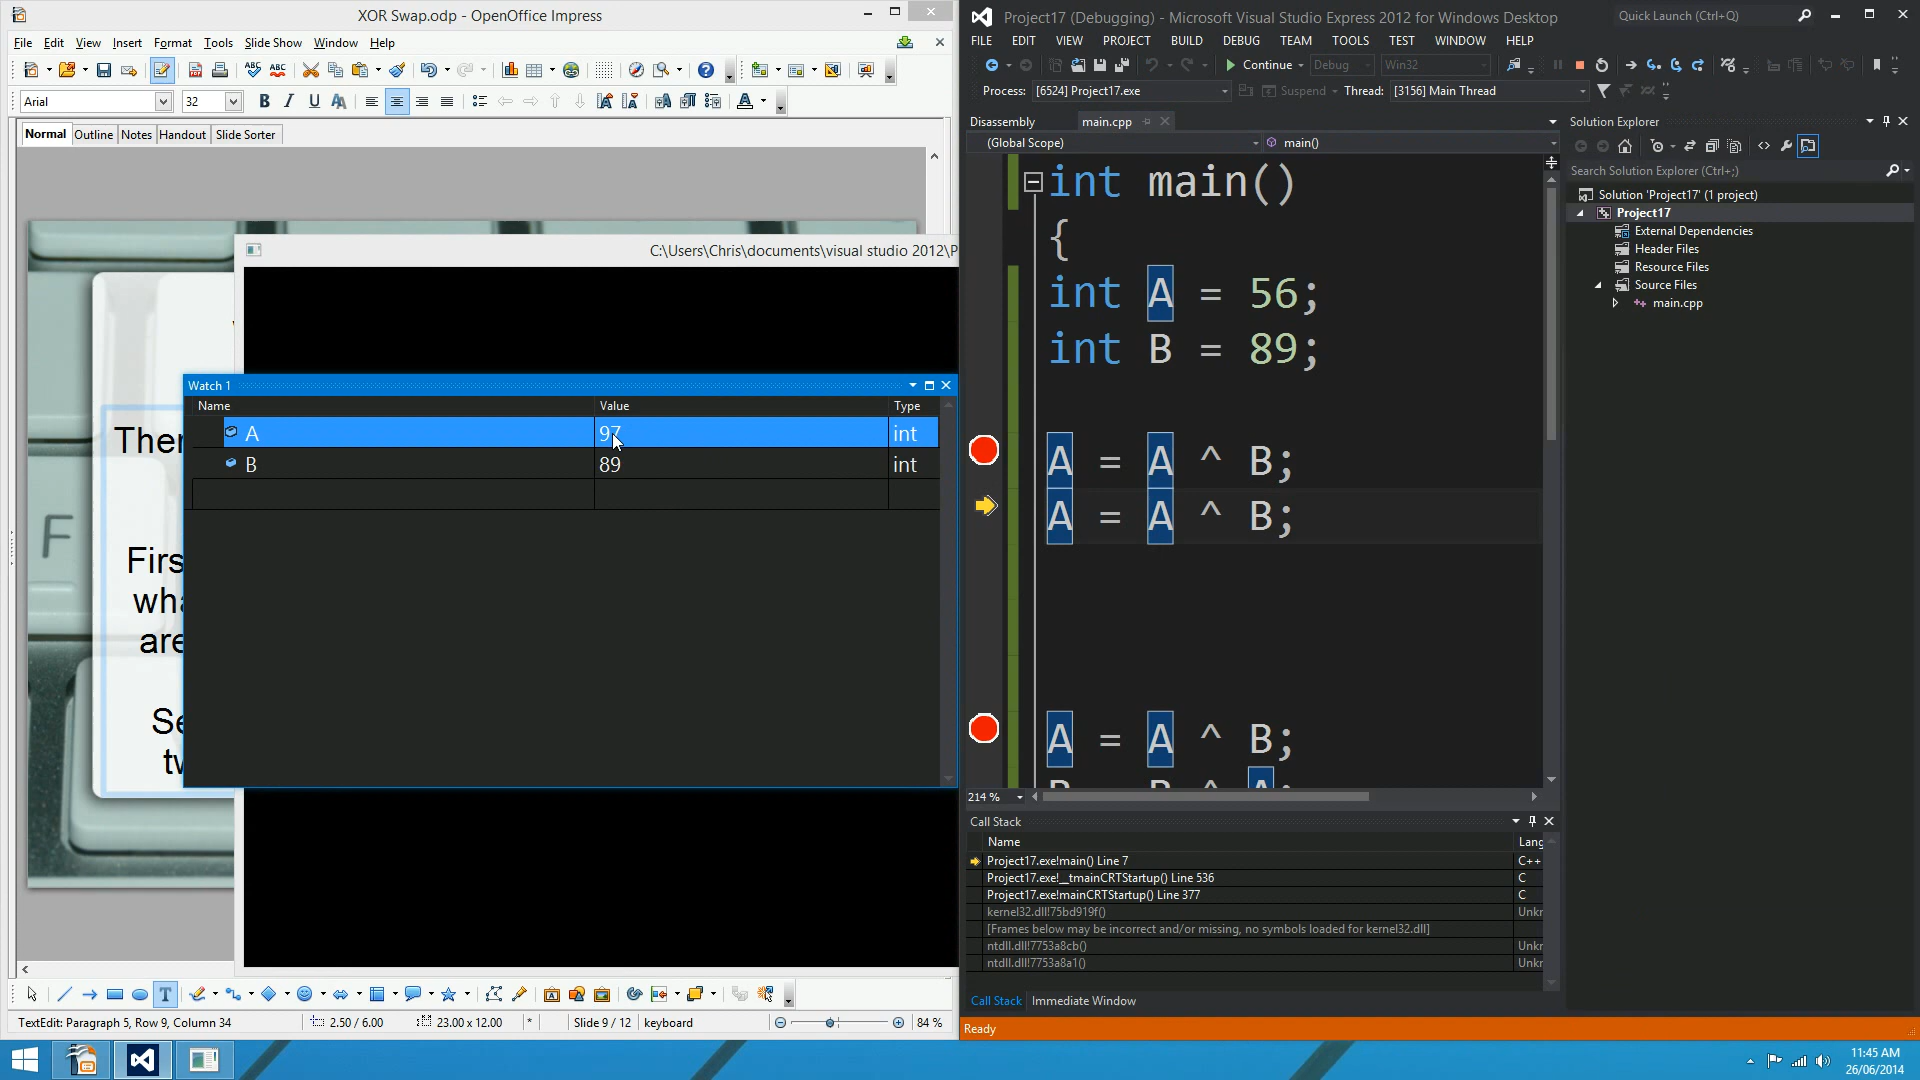 XOR Swap.odp - OpenOffice Impress
File Edit View Insert Format Tools Slide Show Window Help
Arial 32
Normal Outline Notes Handout Slide Sorter
C:\Users\Chris\documents\visual studio 2012\P
F
Ther
Firs
wha
are
Se
tw
Watch 1
Name Value Type
A 97 int
B 89 int
TextEdit: Paragraph 5, Row 9, Column 34 2.50 / 6.00 23.00 x 12.00 * Slide 9 / 12 keyboard 84 %
Project17 (Debugging) - Microsoft Visual Studio Express 2012 for Windows Desktop
Quick Launch (Ctrl+Q)
FILE EDIT VIEW PROJECT BUILD DEBUG TEAM TOOLS TEST WINDOW HELP
Continue Debug Win32
Process: [6524] Project17.exe Suspend Thread: [3156] Main Thread
Disassembly main.cpp
(Global Scope) main()
int main()
{
int A = 56;
int B = 89;
A = A ^ B;
A = A ^ B;
A = A ^ B;
B = B ^ A;
214 %
Call Stack
Name Lang
Project17.exe!main() Line 7 C++
Project17.exe!__tmainCRTStartup() Line 536 C
Project17.exe!mainCRTStartup() Line 377 C
kernel32.dll!75bd919f() Unkr
[Frames below may be incorrect and/or missing, no symbols loaded for kernel32.dll]
ntdll.dll!7753a8cb() Unkr
ntdll.dll!7753a8a1() Unkr
Call Stack Immediate Window
Ready
Solution Explorer
Search Solution Explorer (Ctrl+;)
Solution 'Project17' (1 project)
Project17
External Dependencies
Header Files
Resource Files
Source Files
main.cpp
11:45 AM
26/06/2014